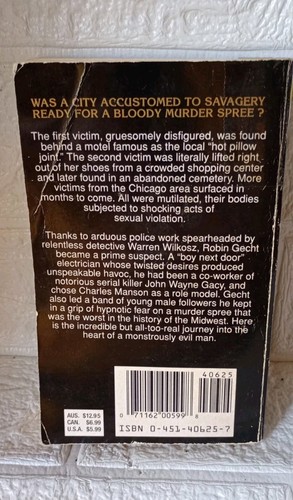 WAS A CITY ACCUSTOMED TO SAVAGERY
READY FOR A BLOODY MURDER SPREE?
The first victim, gruesomely disfigured, was found
behind a motel famous as the local "hot pillow
joint." The second victim was literally lifted right
out of her shoes from a crowded shopping center
and later found in an abandoned cemetery. More
victims from the Chicago area surfaced in
months to come. All were mutilated, their bodies
subjected to shocking acts of
sexual violation.
Thanks to arduous police work spearheaded by
relentless detective Warren Wilkosz, Robin Gecht
became a prime suspect. A "boy next door"
electrician whose twisted desires produced
unspeakable havoc, he had been a co-worker of
notorious serial killer John Wayne Gacy, and
chose Charles Manson as a role model. Gecht
also led a band of young male followers he kept
in a grip of hypnotic fear on a murder spree that
was the worst in the history of the Midwest. Here
is the incredible but all-too-real journey into the
heart of a monstrously evil man.
40625
AUS. $12.95
CAN. $6.99
U.S.A. $5.99
0 71162 00599 8
ISBN 0-451-40625-7